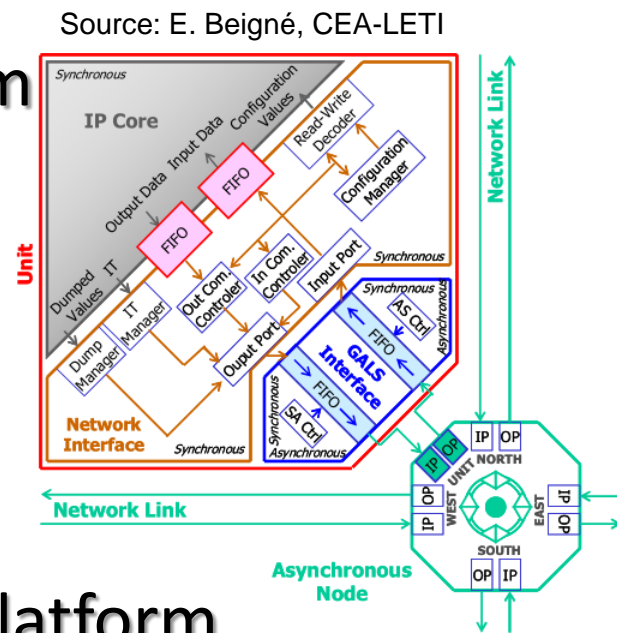 Source: E. Beigné, CEA-LETI
m
Synchronous
IP Core
Output Data
Input Data
Configuration
Values
Read-Write
Decoder
Configuration
Manager
FIFO
FIFO
Unit
Dumped
Values
IT
IT
Manager
Dump
Manager
Out Com.
Controler
In Com.
Controler
Input Port
Synchronous
Ouput Port
Network
Interface
Synchronous
Synchronous
Asynchronous
AS Ctrl
FIFO
GALS
Interface
FIFO
SA Ctrl
Synchronous
Asynchronous
Network Link
IP
OP
UNIT
IP OP
NORTH
OP
IP
WEST
EAST
IP
OP
SOUTH
OP IP
Network Link
Asynchronous
Node
latform